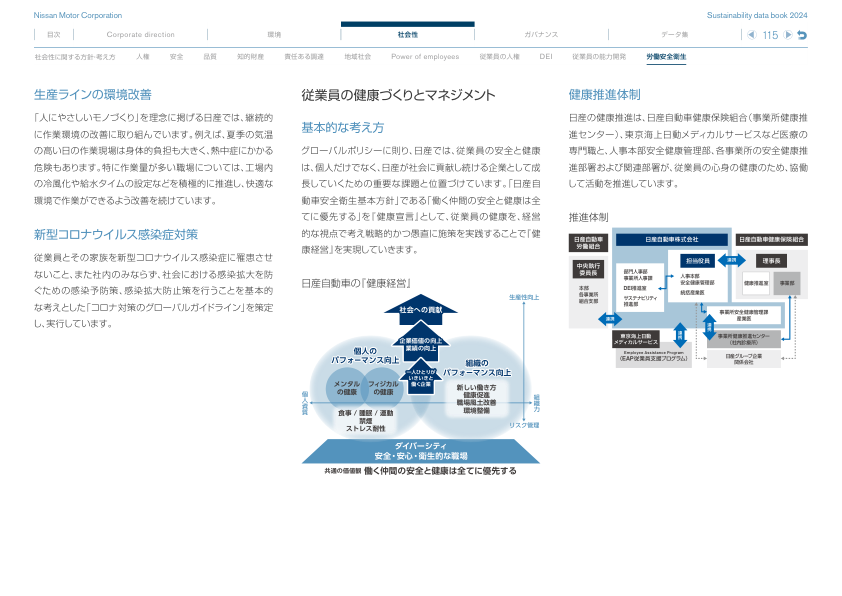 Nissan Motor Corporation
Sustainability data book 2024
目次
Corporate direction
環境
社会性
ガバナンス
データ集
115
社会性に関する方針・考え方
人権
安全
品質
知的財産
責任ある調達
地域社会
Power of employees
従業員の人権
DEI
従業員の能力開発
労働安全衛生
生産ラインの環境改善
「人にやさしいモノづくり」を理念に掲げる日産では、継続的
に作業環境の改善に取り組んでいます。例えば、夏季の気温
の高い日の作業現場は身体的負担も大きく、熱中症にかかる
危険もあります。特に作業量が多い職場については、工場内
の冷風化や給水タイムの設定などを積極的に推進し、快適な
環境で作業ができるよう改善を続けています。
新型コロナウイルス感染症対策
従業員とその家族を新型コロナウイルス感染症に罹患させ
ないこと、また社内のみならず、社会における感染拡大を防
ぐための感染予防策、感染拡大防止策を行うことを基本的
な考えとした「コロナ対策のグローバルガイドライン」を策定
し、実行しています。
従業員の健康づくりとマネジメント
基本的な考え方
グローバルポリシーに則り、日産では、従業員の安全と健康
は、個人だけでなく、日産が社会に貢献し続ける企業として成
長していくための重要な課題と位置づけています。「日産自
動車安全衛生基本方針」である「働く仲間の安全と健康は全
てに優先する」を『健康宣言』として、従業員の健康を、経営
的な視点で考え戦略的かつ愚直に施策を実践することで『健
康経営』を実現していきます。
日産自動車の『健康経営』
生産性向上
社会への貢献
企業価値の向上
業績の向上
個人の
パフォーマンス向上
組織の
パフォーマンス向上
一人ひとりが
いきいきと
働く企業
メンタル
の健康
フィジカル
の健康
新しい働き方
健康促進
職場風土改善
環境整備
個人資質
組織力
食事 / 睡眠 / 運動
禁煙
ストレス耐性
リスク管理
ダイバーシティ
安全・安心・衛生的な職場
共通の価値観 働く仲間の安全と健康は全てに優先する
健康推進体制
日産の健康推進は、日産自動車健康保険組合（事業所健康推
進センター）、東京海上日動メディカルサービスなど医療の
専門職と、人事本部安全健康管理部、各事業所の安全健康推
進部署および関連部署が、従業員の心身の健康のため、協働
して活動を推進しています。
推進体制
日産自動車
労働組合
日産自動車株式会社
日産自動車健康保険組合
中央執行
委員長
担当役員
連携
理事長
本部
各事業所
組合支部
部門人事部
事業所人事課
DEI推進室
サステナビリティ
推進部
人事本部
安全健康管理部
統括産業医
健康推進室
事業部
事業所安全健康管理課
産業医
連携
連携
連携
東京海上日動
メディカルサービス
事業所健康推進センター
（社内診療所）
Employee Assistance Program
（EAP従業員支援プログラム）
日産グループ企業
関係会社